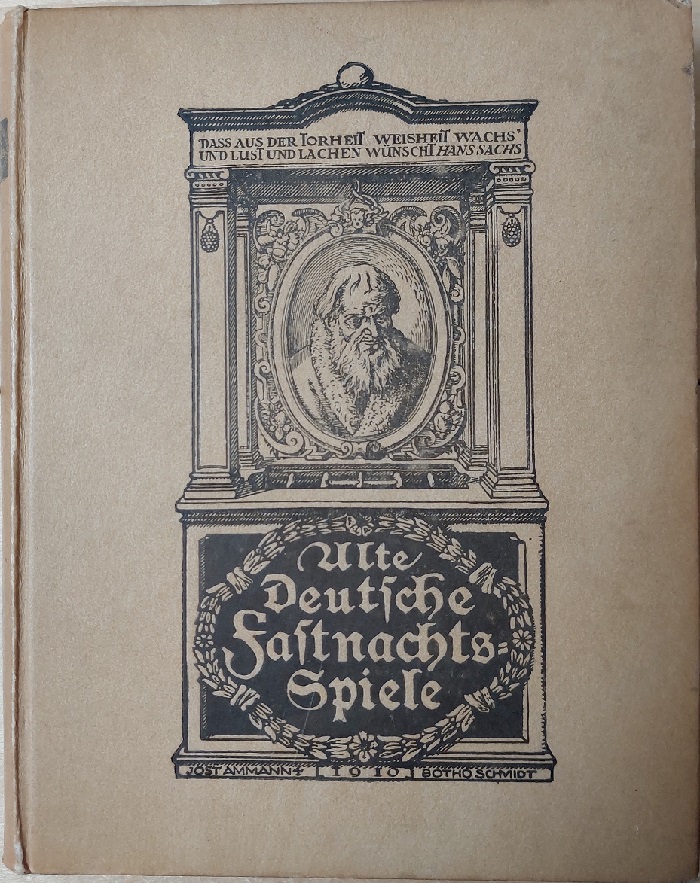 DASS AUS DER TORHEIT WEISHEIT WACHS'
UND LUST UND LACHEN WÜNSCHT HANS SACHS
Alte
Deutſche
Faſtnachts-
Spiele
JOST AMMANN † 1910 BOTHO SCHMIDT